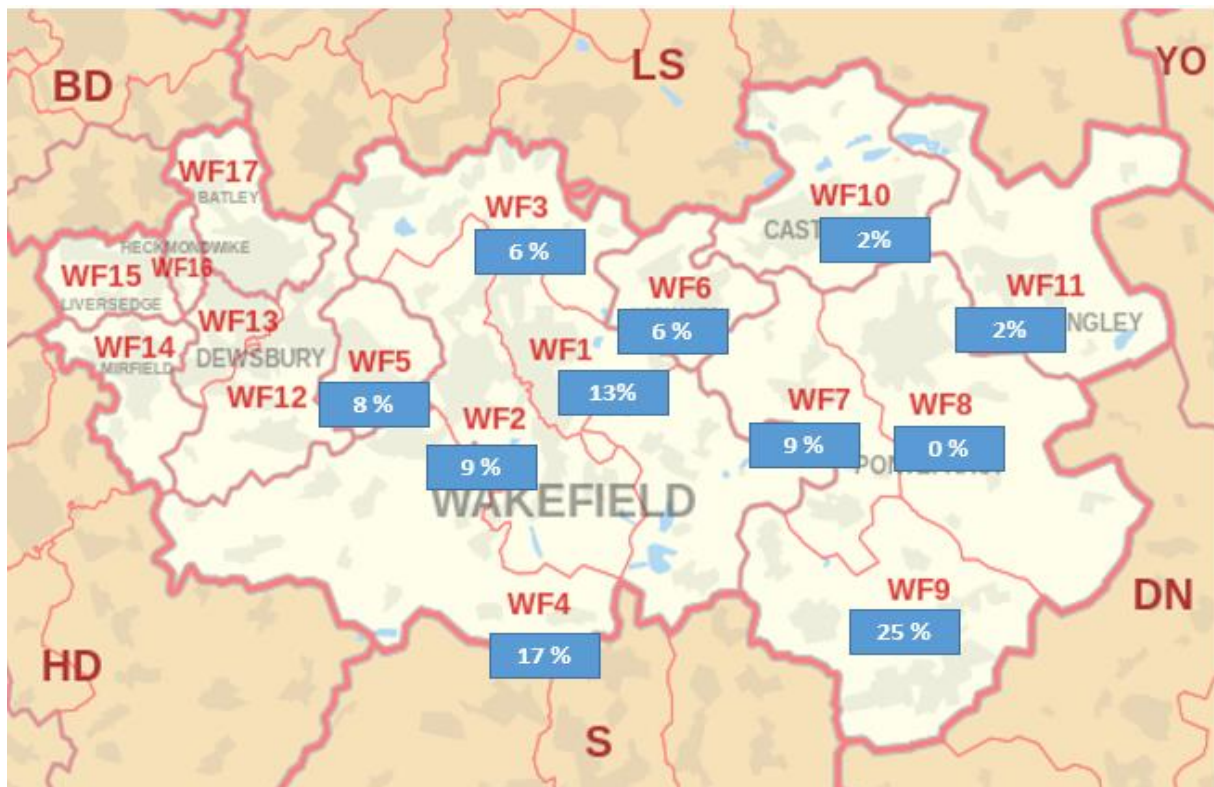 BD
LS
YO
WF17
BATLEY
WF3
6 %
WF10
CAST
2%
HECKMONDWIKE
WF15
WF16
LIVERSEDGE
WF6
6 %
WF11
2%
NGLEY
WF13
WF14
MIRFIELD
DEWSBURY
WF5
8 %
WF1
13%
WF12
WF2
9 %
WF7
9 %
WF8
0 %
WAKEFIELD
WF4
17 %
WF9
25 %
HD
DN
S